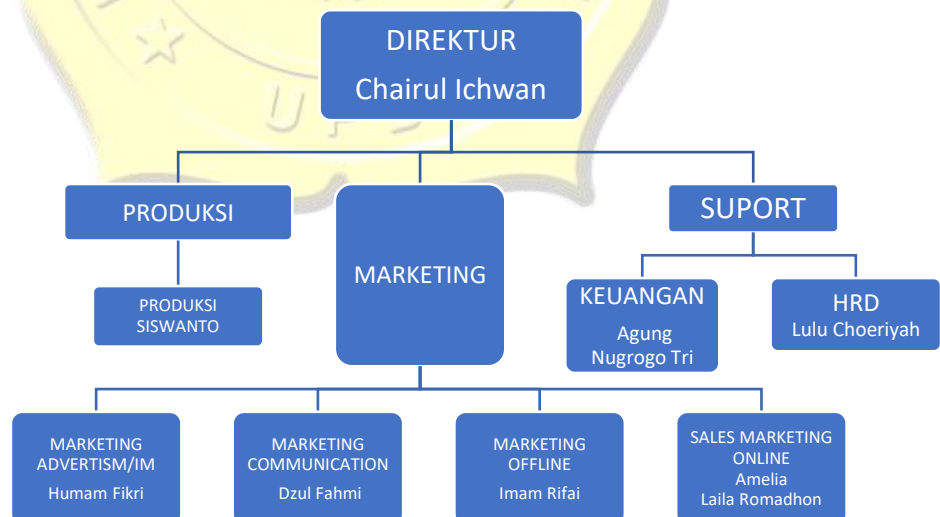 UPS
DIREKTUR
Chairul Ichwan
PRODUKSI
MARKETING
SUPORT
PRODUKSI
SISWANTO
KEUANGAN
Agung
Nugrogo Tri
HRD
Lulu Choeriyah
MARKETING
ADVERTISM/IM
Humam Fikri
MARKETING
COMMUNICATION
Dzul Fahmi
MARKETING
OFFLINE
Imam Rifai
SALES MARKETING
ONLINE
Amelia
Laila Romadhon